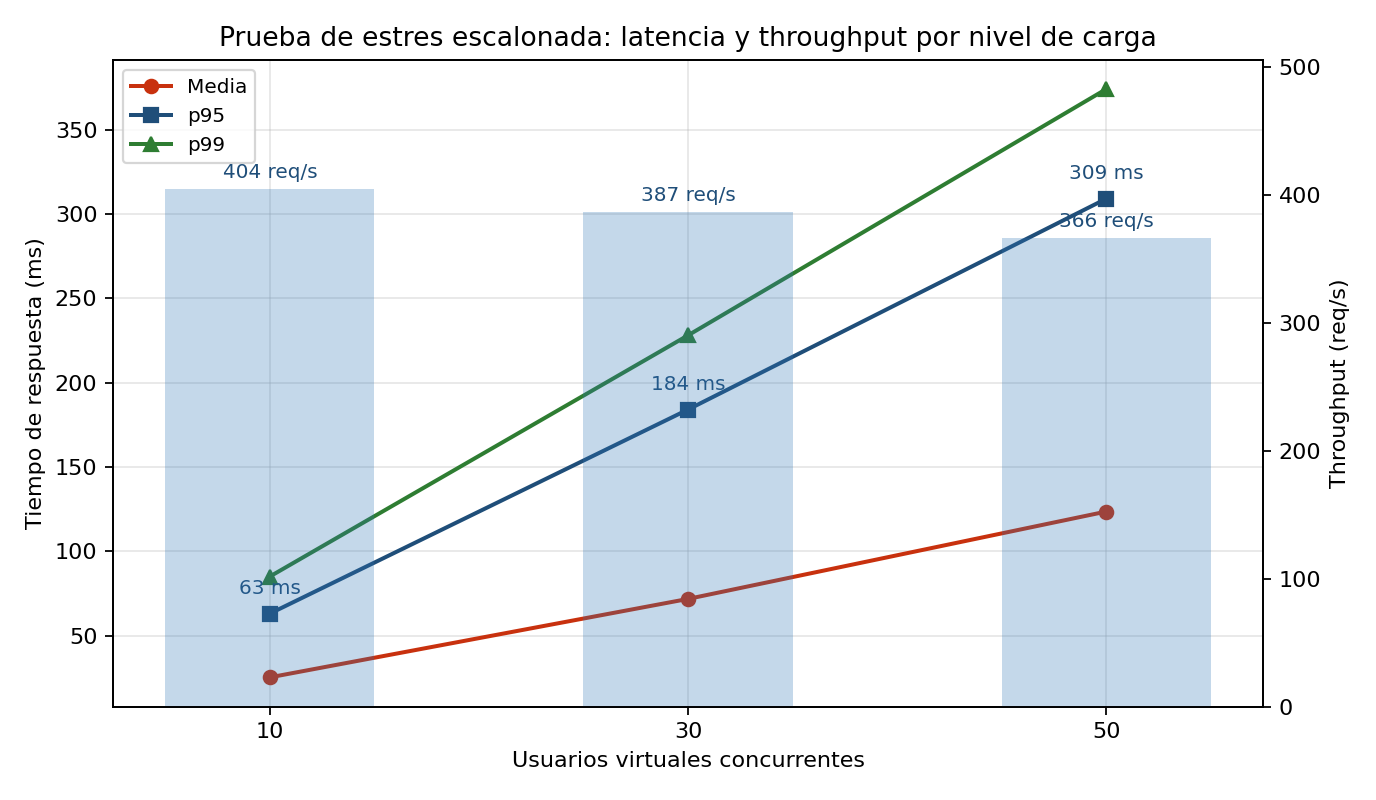 Prueba de estres escalonada: latencia y throughput por nivel de carga
Media
p95
p99
404 req/s
387 req/s
366 req/s
63 ms
184 ms
309 ms
Tiempo de respuesta (ms)
350
300
250
200
150
100
50
Throughput (req/s)
500
400
300
200
100
0
10
30
50
Usuarios virtuales concurrentes